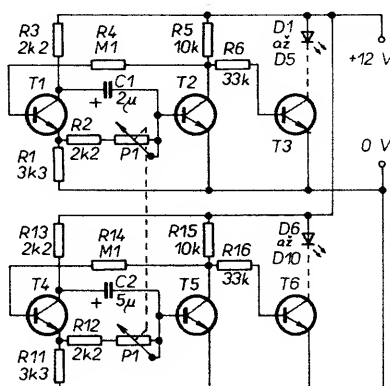 R3
2k2
R4
M1
R5
10k
R6
33k
D1
až
D5
+12 V
T1
C1
+ 2µ
T2
R2
2k2
P1
T3
0 V
R1
3k3
R13
2k2
R14
M1
R15
10k
R16
33k
D6
až
D10
T4
C2
+ 5µ
T5
R12
2k2
P1
T6
R11
3k3